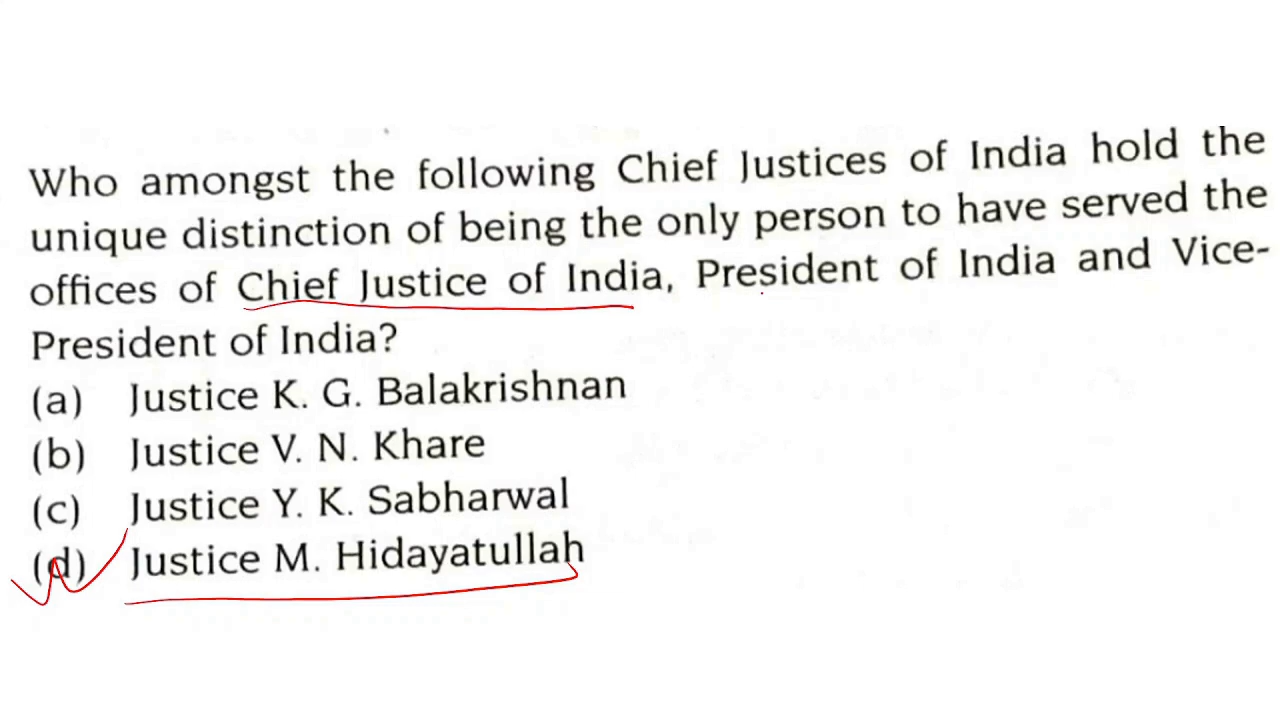 Who amongst the following Chief Justices of India hold the
unique distinction of being the only person to have served the
offices of Chief Justice of India, President of India and Vice-
President of India?
(a) Justice K. G. Balakrishnan
(b) Justice V. N. Khare
(c) Justice Y. K. Sabharwal
(d) Justice M. Hidayatullah